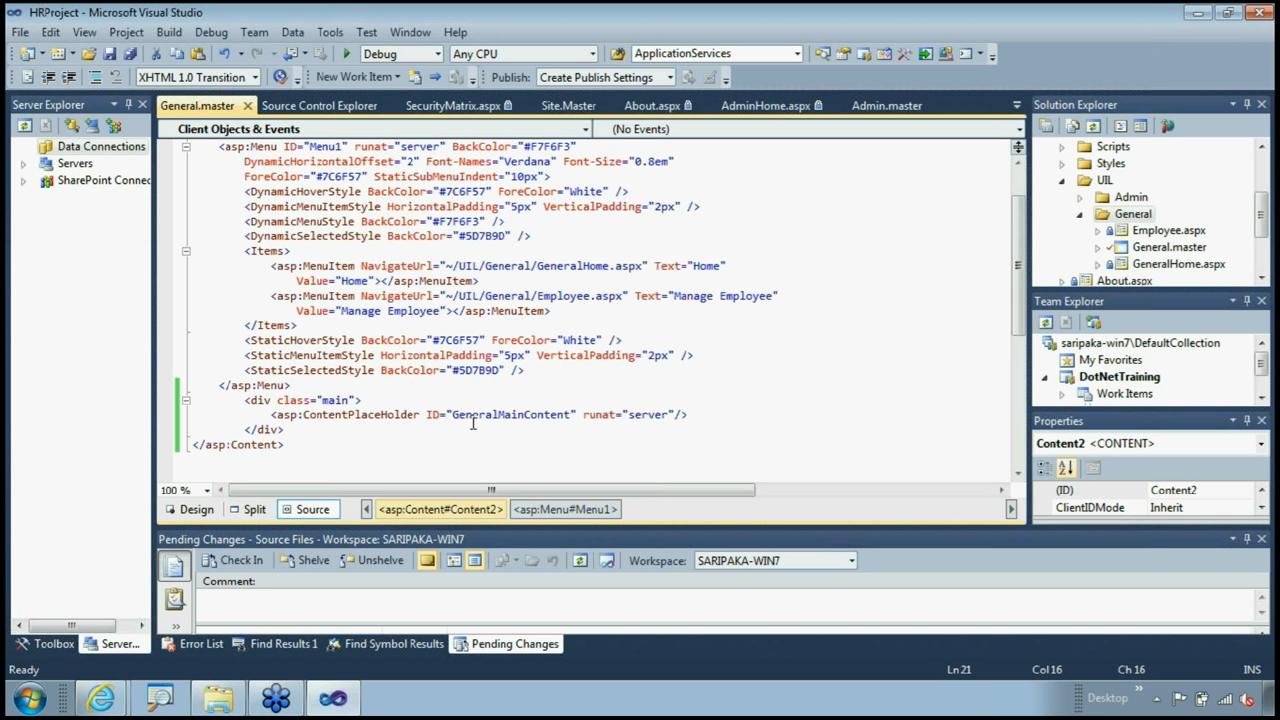 HRProject - Microsoft Visual Studio
File Edit View Project Build Debug Team Data Tools Test Window Help
Debug Any CPU ApplicationServices
XHTML 1.0 Transition New Work Item Publish: Create Publish Settings
Server Explorer
Data Connections
Servers
SharePoint Connec
General.master Source Control Explorer SecurityMatrix.aspx Site.Master About.aspx AdminHome.aspx Admin.master
Client Objects & Events (No Events)
<asp:Menu ID="Menu1" runat="server" BackColor="#F7F6F3"
DynamicHorizontalOffset="2" Font-Names="Verdana" Font-Size="0.8em"
ForeColor="#7C6F57" StaticSubMenuIndent="10px">
<DynamicHoverStyle BackColor="#7C6F57" ForeColor="White" />
<DynamicMenuItemStyle HorizontalPadding="5px" VerticalPadding="2px" />
<DynamicMenuStyle BackColor="#F7F6F3" />
<DynamicSelectedStyle BackColor="#5D7B9D" />
<Items>
<asp:MenuItem NavigateUrl="~/UIL/General/GeneralHome.aspx" Text="Home"
Value="Home"></asp:MenuItem>
<asp:MenuItem NavigateUrl="~/UIL/General/Employee.aspx" Text="Manage Employee"
Value="Manage Employee"></asp:MenuItem>
</Items>
<StaticHoverStyle BackColor="#7C6F57" ForeColor="White" />
<StaticMenuItemStyle HorizontalPadding="5px" VerticalPadding="2px" />
<StaticSelectedStyle BackColor="#5D7B9D" />
</asp:Menu>
<div class="main">
<asp:ContentPlaceHolder ID="GeneralMainContent" runat="server"/>
</div>
</asp:Content>
100 %
Design Split Source <asp:Content#Content2> <asp:Menu#Menu1>
Solution Explorer
Scripts
Styles
UIL
Admin
General
Employee.aspx
General.master
GeneralHome.aspx
About.aspx
Team Explorer
saripaka-win7\DefaultCollection
My Favorites
DotNetTraining
Work Items
Properties
Content2 <CONTENT>
(ID) Content2
ClientIDMode Inherit
Pending Changes - Source Files - Workspace: SARIPAKA-WIN7
Check In Shelve Unshelve Workspace: SARIPAKA-WIN7
Comment:
Toolbox Server... Error List Find Results 1 Find Symbol Results Pending Changes
Ready Ln 21 Col 16 Ch 16 INS
Desktop